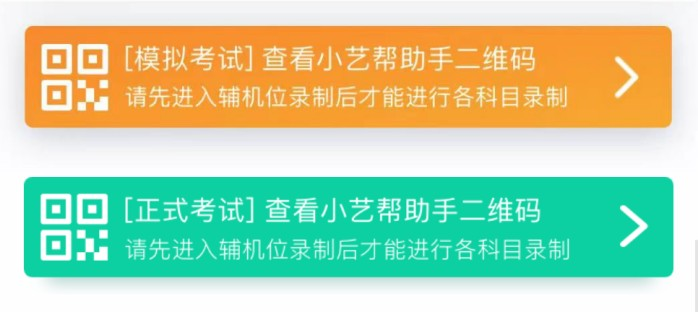 [模拟考试] 查看小艺帮助手二维码
请先进入辅机位录制后才能进行各科目录制
[正式考试] 查看小艺帮助手二维码
请先进入辅机位录制后才能进行各科目录制